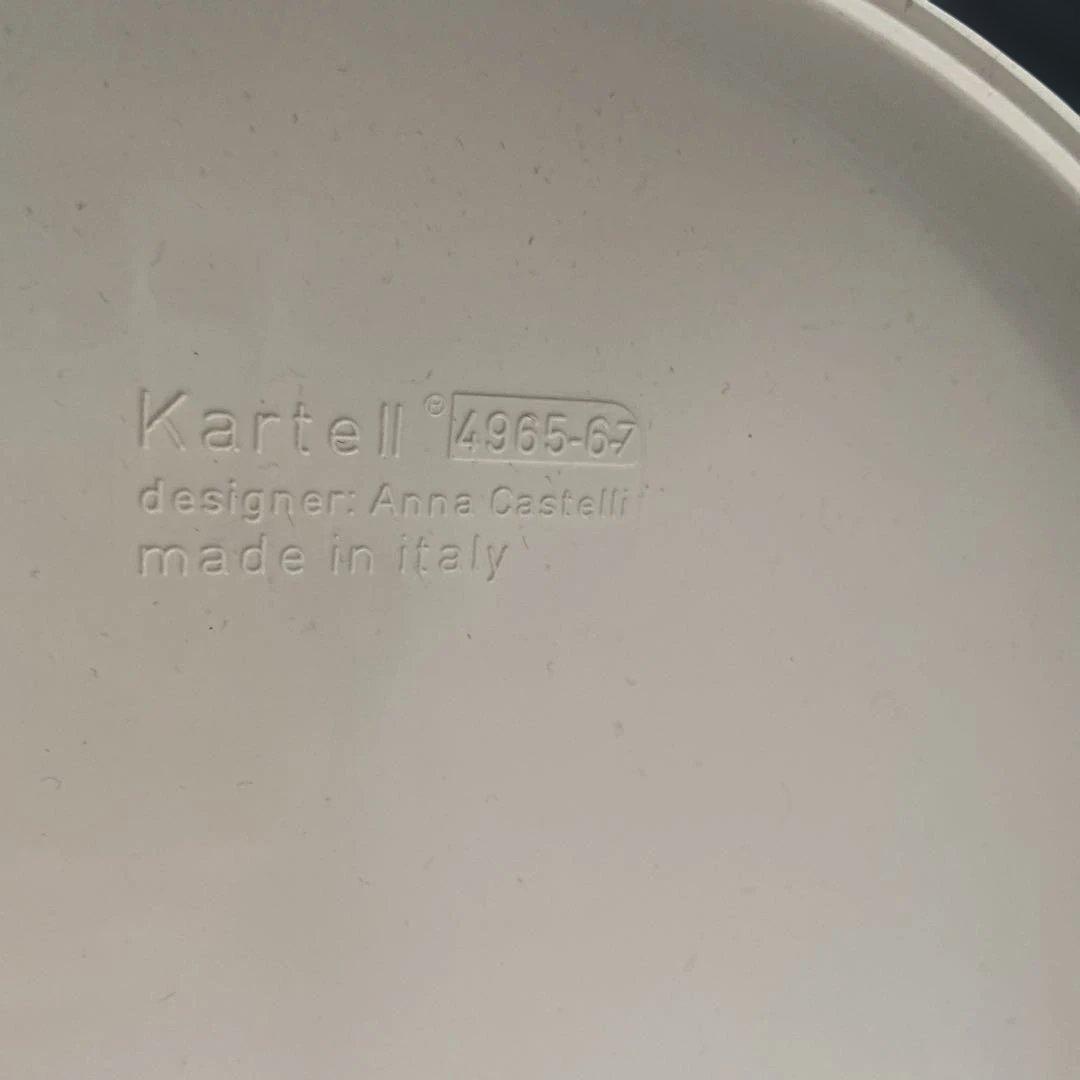 Kartell® 4965-67
designer: Anna Castelli
made in italy